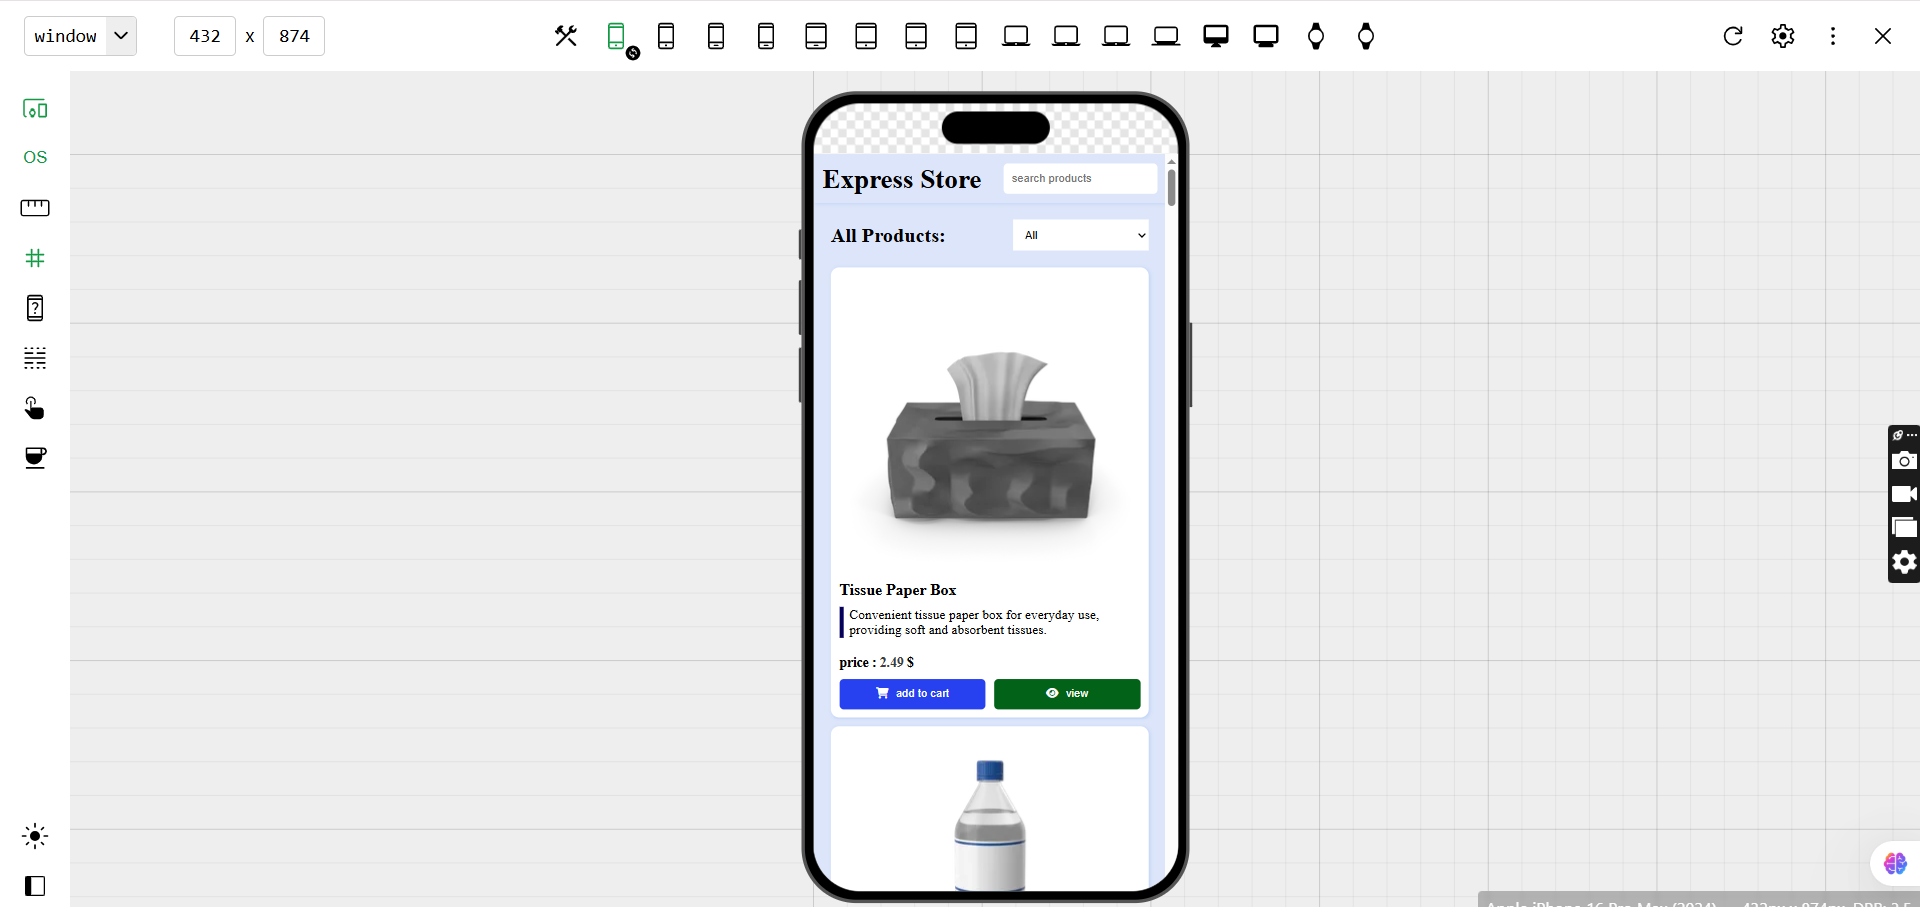 window
432 x 874
OS
Express Store
search products
All Products:
All
Tissue Paper Box
Convenient tissue paper box for everyday use,
providing soft and absorbent tissues.
price : 2.49 $
add to cart
view